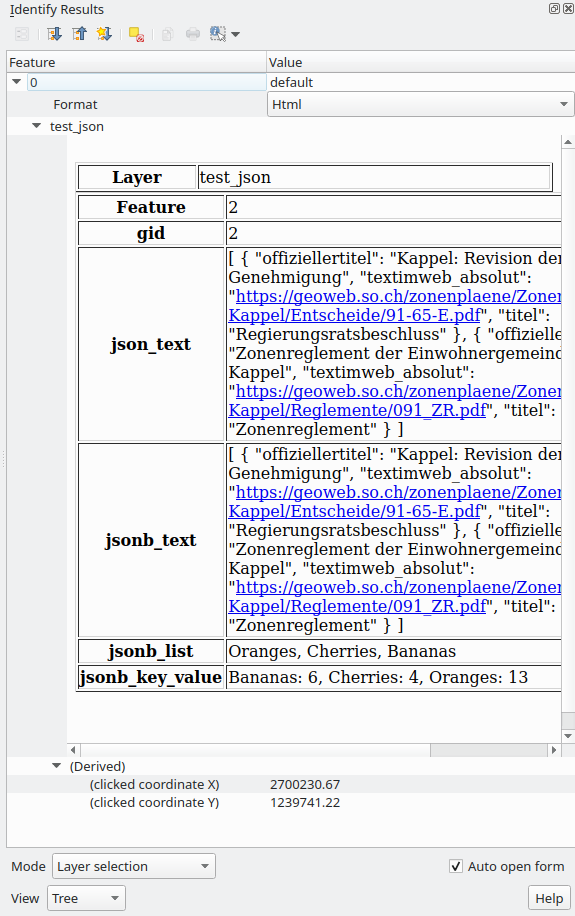 Identify Results
Feature Value
0 default
Format Html
test_json
Layer test_json
Feature 2
gid 2
json_text
[ { "offiziellertitel": "Kappel: Revision der
Genehmigung", "textimweb_absolut":
"https://geoweb.so.ch/zonenplaene/Zonen
Kappel/Entscheide/91-65-E.pdf", "titel":
"Regierungsratsbeschluss" }, { "offizielle
"Zonenreglement der Einwohnergemeind
Kappel", "textimweb_absolut":
"https://geoweb.so.ch/zonenplaene/Zonen
Kappel/Reglemente/091_ZR.pdf", "titel":
"Zonenreglement" } ]
jsonb_text
[ { "offiziellertitel": "Kappel: Revision der
Genehmigung", "textimweb_absolut":
"https://geoweb.so.ch/zonenplaene/Zonen
Kappel/Entscheide/91-65-E.pdf", "titel":
"Regierungsratsbeschluss" }, { "offizielle
"Zonenreglement der Einwohnergemeind
Kappel", "textimweb_absolut":
"https://geoweb.so.ch/zonenplaene/Zonen
Kappel/Reglemente/091_ZR.pdf", "titel":
"Zonenreglement" } ]
jsonb_list Oranges, Cherries, Bananas
jsonb_key_value Bananas: 6, Cherries: 4, Oranges: 13
(Derived)
(clicked coordinate X) 2700230.67
(clicked coordinate Y) 1239741.22
Mode Layer selection Auto open form
View Tree Help